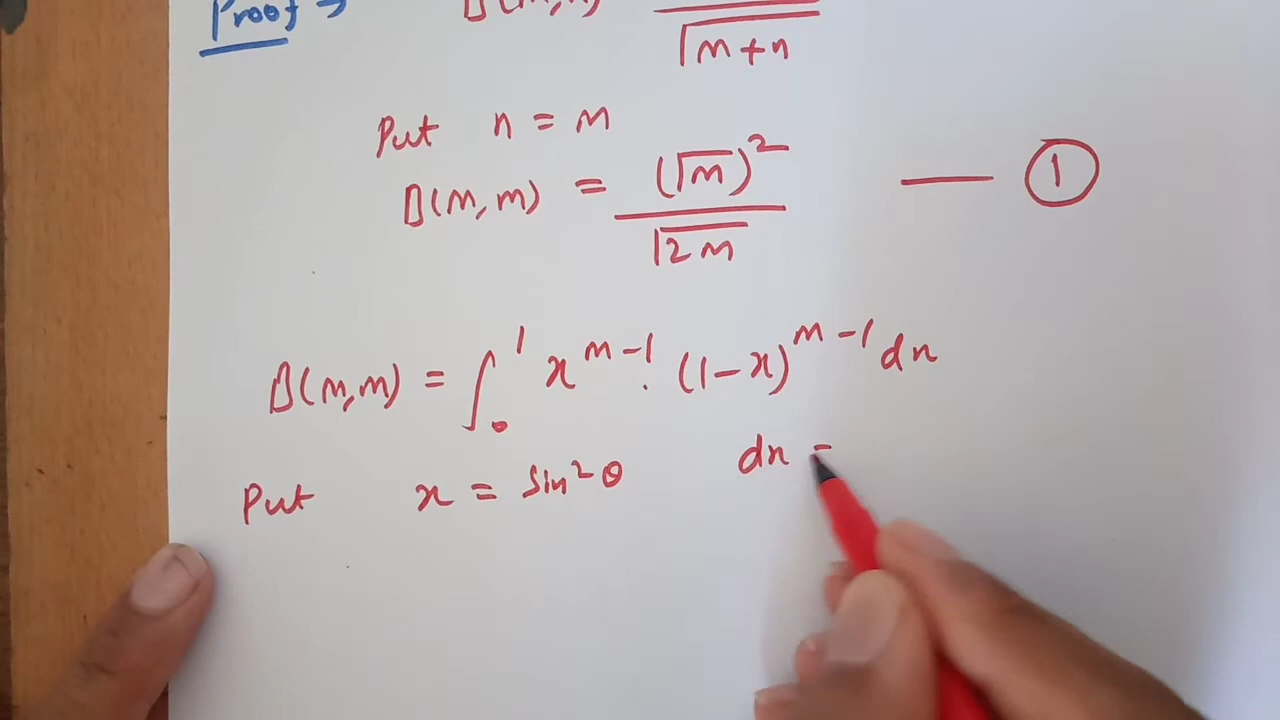 Proof →
β(m,n)
√m+n
Put n = m
β(m,m) = (√m)² / √2m —— ①
β(m,m) = ∫₀¹ x^{m-1} . (1-x)^{m-1} dx
Put x = Sin²θ dx =